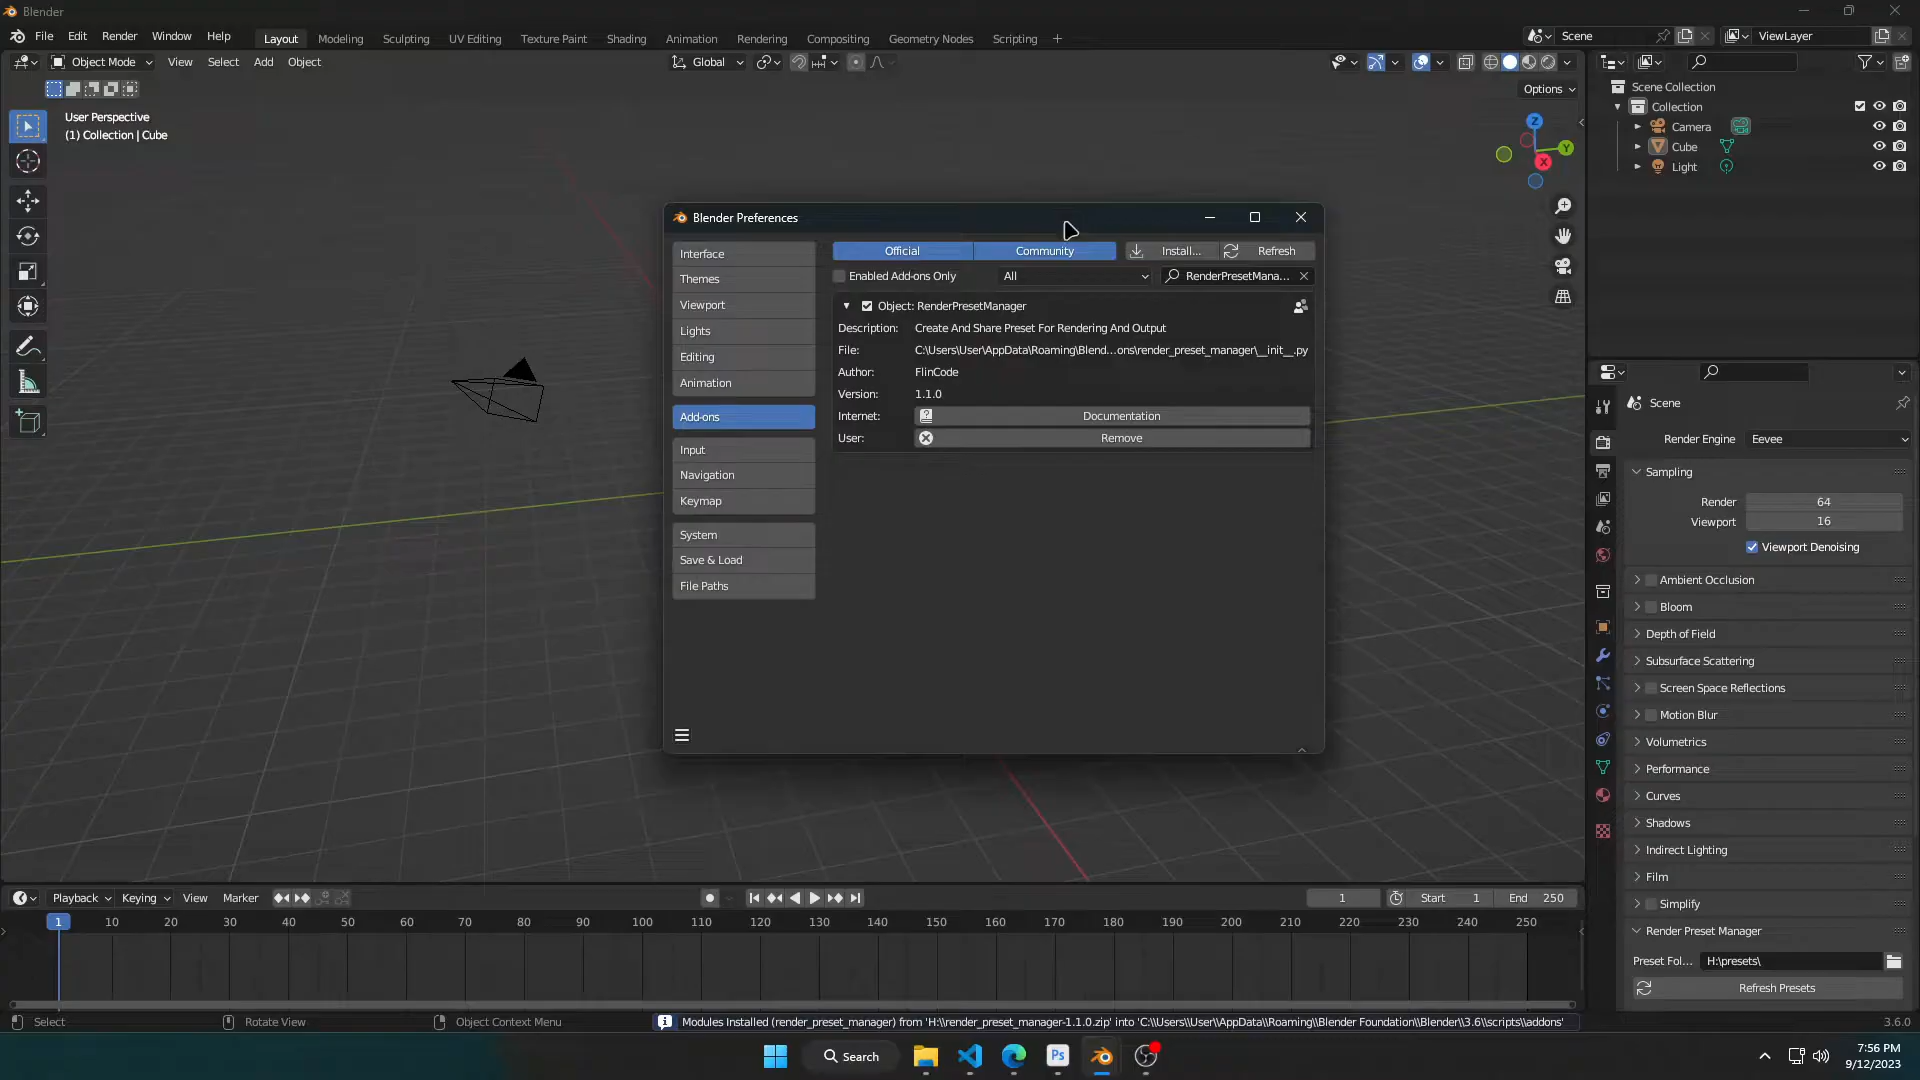 Blender
File Edit Render Window Help Layout Modeling Sculpting UV Editing Texture Paint Shading Animation Rendering Compositing Geometry Nodes Scripting + Scene ViewLayer
Object Mode View Select Add Object Global
Options
User Perspective
(1) Collection | Cube
Z
Y
X
Scene Collection
Collection
Camera
Cube
Light
Blender Preferences
Interface
Themes
Viewport
Lights
Editing
Animation
Add-ons
Input
Navigation
Keymap
System
Save & Load
File Paths
Official Community Install... Refresh
Enabled Add-ons Only All RenderPresetMana...
Object: RenderPresetManager
Description: Create And Share Preset For Rendering And Output
File: C:\Users\User\AppData\Roaming\Blend...ons\render_preset_manager\__init__.py
Author: FlinCode
Version: 1.1.0
Internet: Documentation
User: Remove
Scene
Render Engine Eevee
Sampling
Render 64
Viewport 16
Viewport Denoising
Ambient Occlusion
Bloom
Depth of Field
Subsurface Scattering
Screen Space Reflections
Motion Blur
Volumetrics
Performance
Curves
Shadows
Indirect Lighting
Film
Simplify
Render Preset Manager
Preset Fol... H:\presets\
Refresh Presets
Playback Keying View Marker 1 Start 1 End 250
1 10 20 30 40 50 60 70 80 90 100 110 120 130 140 150 160 170 180 190 200 210 220 230 240 250
Select Rotate View Object Context Menu Modules Installed (render_preset_manager) from 'H:\\render_preset_manager-1.1.0.zip' into 'C:\\Users\\User\\AppData\\Roaming\\Blender Foundation\\Blender\\3.6\\scripts\\addons' 3.6.0
Search Ps
7:56 PM
9/12/2023